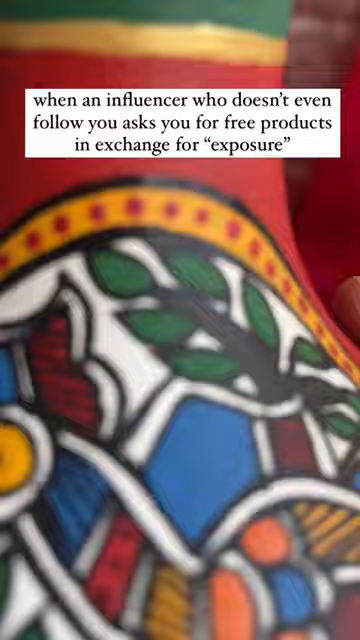 when an influencer who doesn’t even
follow you asks you for free products
in exchange for “exposure”